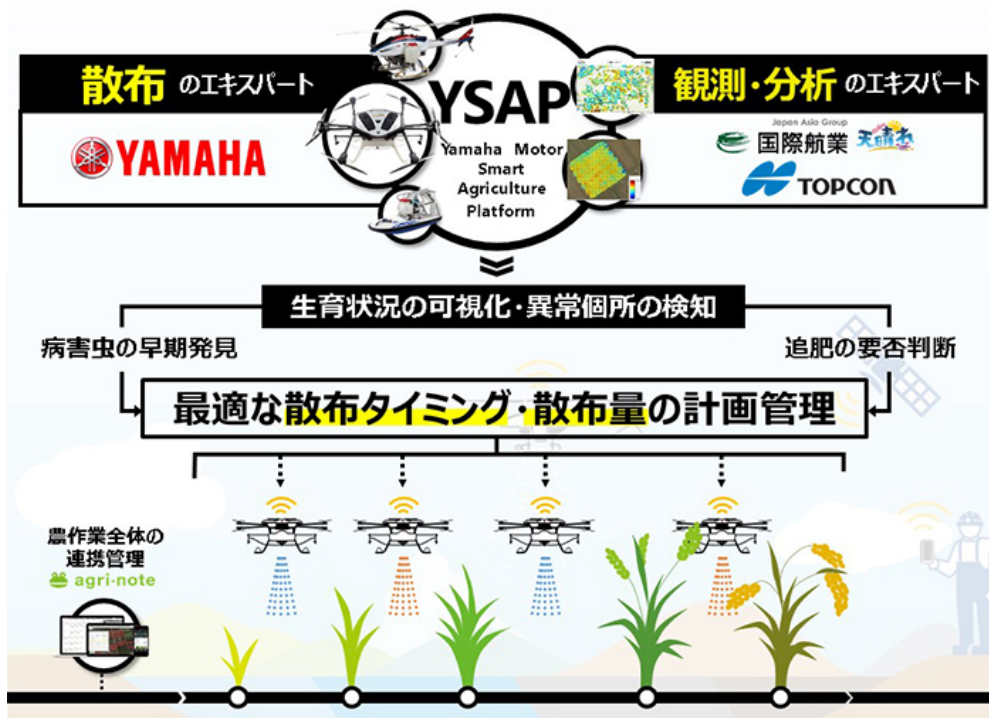 散布 のエキスパート
YAMAHA
YSAP
Yamaha Motor
Smart
Agriculture
Platform
観測・分析 のエキスパート
Japan Asia Group
国際航業 天晴れ
TOPCON
生育状況の可視化・異常個所の検知
病害虫の早期発見
追肥の要否判断
最適な散布タイミング・散布量の計画管理
農作業全体の
連携管理
agri-note